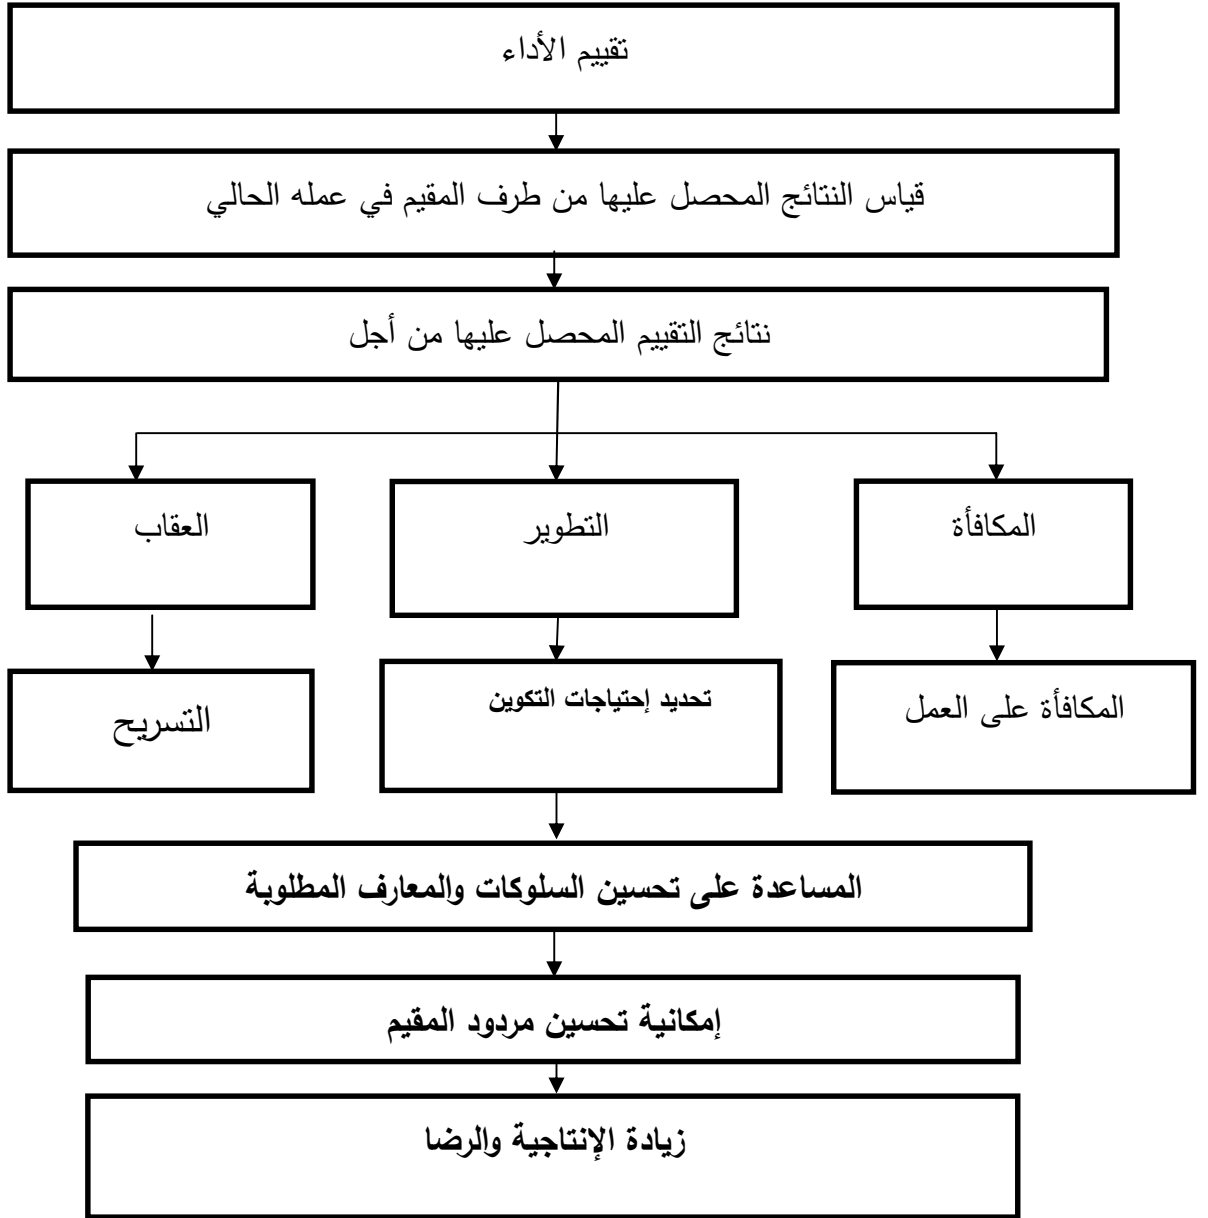 تقييم الأداء
قياس النتائج المحصل عليها من طرف المقيم في عمله الحالي
نتائج التقييم المحصل عليها من أجل
المكافأة
التطوير
العقاب
المكافأة على العمل
تحديد إحتياجات التكوين
التسريح
المساعدة على تحسين السلوكات والمعارف المطلوبة
إمكانية تحسين مردود المقيم
زيادة الإنتاجية والرضا